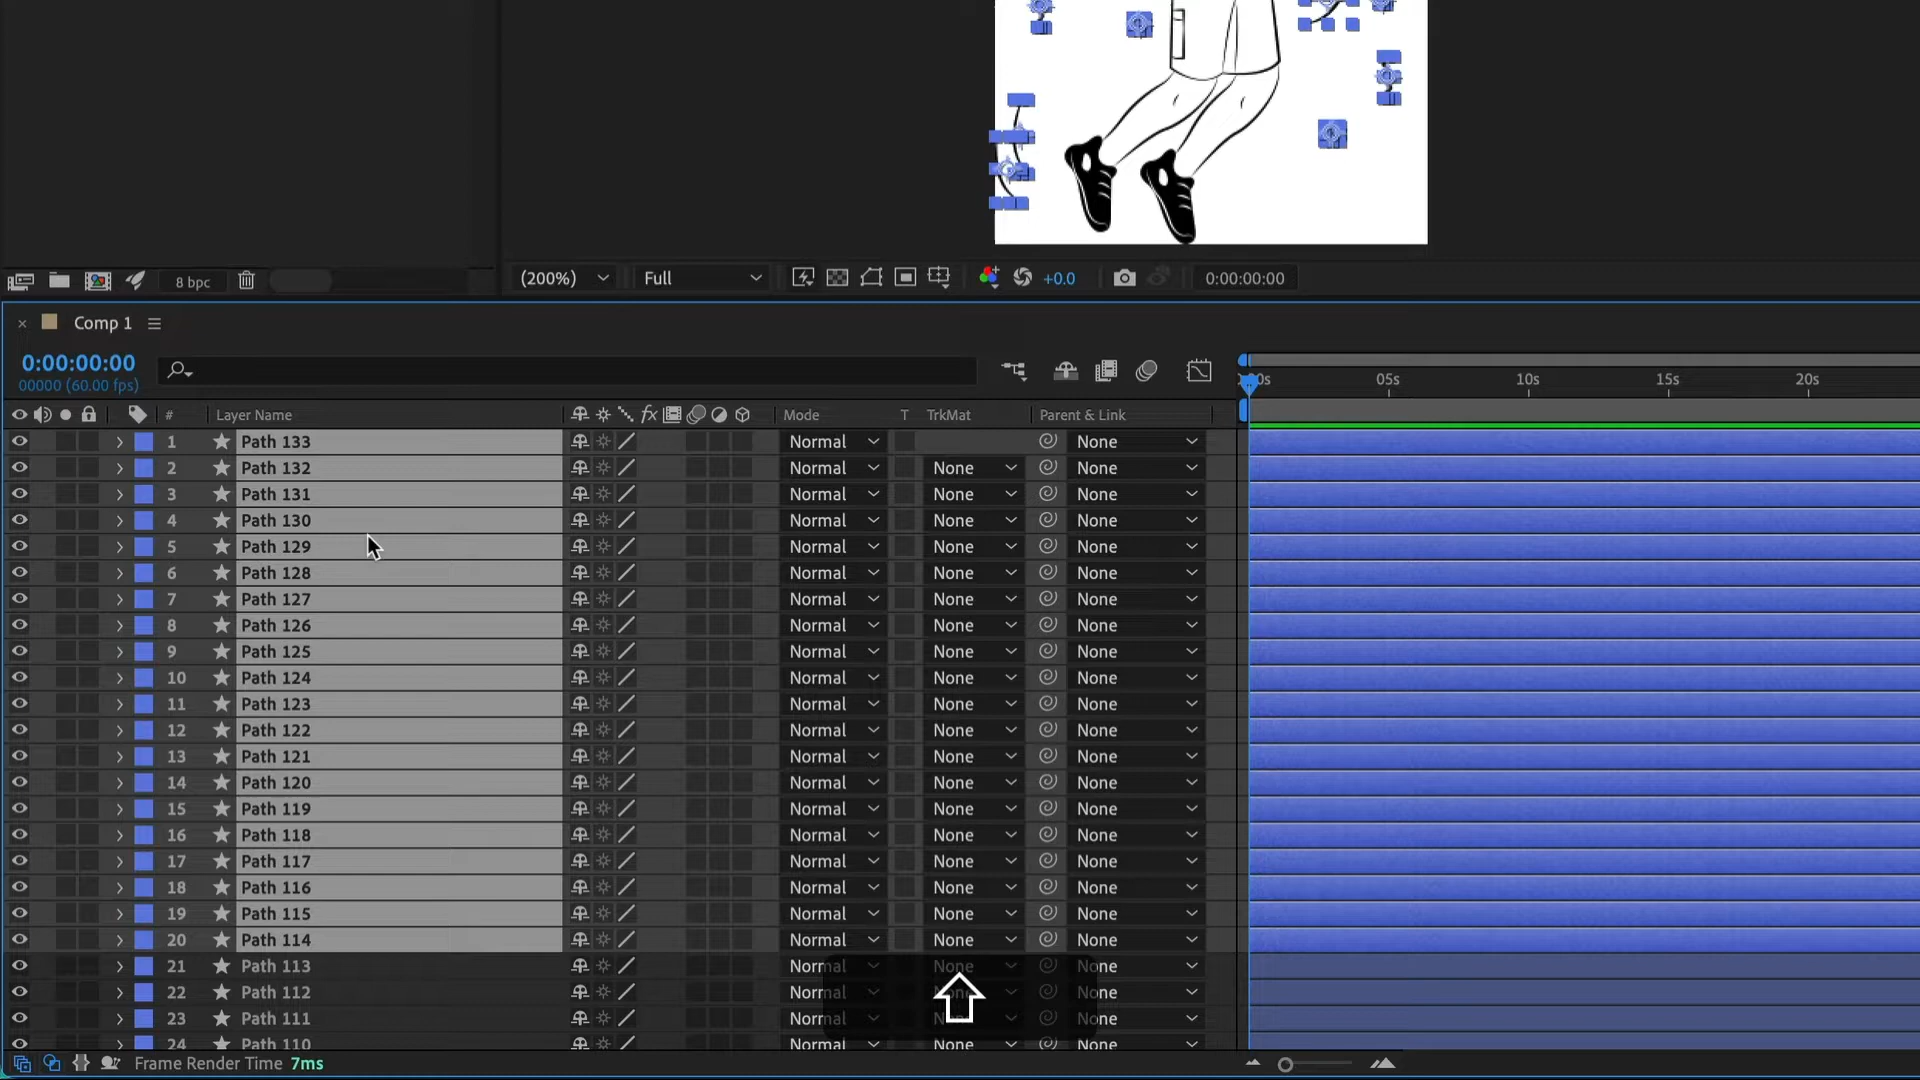 8 bpc
(200%)
Full
+0.0
0:00:00:00
Comp 1
0:00:00:00
00000 (60.00 fps)
05s 10s 15s 20s
# Layer Name fx Mode T TrkMat Parent & Link
1 Path 133 Normal None
2 Path 132 Normal None None
3 Path 131 Normal None None
4 Path 130 Normal None None
5 Path 129 Normal None None
6 Path 128 Normal None None
7 Path 127 Normal None None
8 Path 126 Normal None None
9 Path 125 Normal None None
10 Path 124 Normal None None
11 Path 123 Normal None None
12 Path 122 Normal None None
13 Path 121 Normal None None
14 Path 120 Normal None None
15 Path 119 Normal None None
16 Path 118 Normal None None
17 Path 117 Normal None None
18 Path 116 Normal None None
19 Path 115 Normal None None
20 Path 114 Normal None None
21 Path 113 Normal None None
22 Path 112 Normal None
23 Path 111 Normal None
24 Path 110 Normal None None
Frame Render Time 7ms